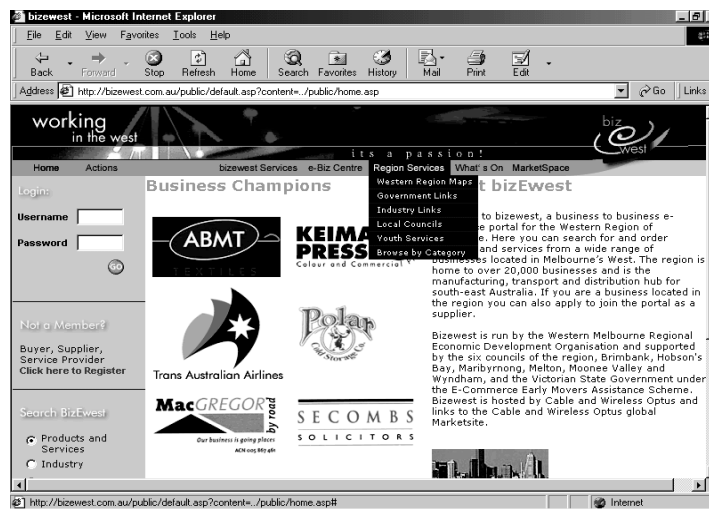 bizewest - Microsoft Internet Explorer
File Edit View Favorites Tools Help
Back Forward Stop Refresh Home Search Favorites History Mail Print Edit
Address http://bizewest.com.au/public/default.asp?content=../public/home.asp Go Links
working
in the west
biz
e
west
its a passion!
Home Actions bizewest Services e-Biz Centre Region Services What's On MarketSpace
Western Region Maps
Government Links
Industry Links
Local Councils
Youth Services
Browse by Category
Login:
Username
Password
GO
Not a Member?
Buyer, Supplier,
Service Provider
Click here to Register
Search BizEwest
Products and
Services
Industry
Business Champions
ABMT
TEXTILES
KEIMA
PRESS
Colour and Commercial
Trans Australian Airlines
Polar
Cold Storage Co.
MacGREGOR
by road
Our business is going places
ACN 005 867 461
SECOMBS
SOLICITORS
t bizEwest
to bizewest, a business to business e-
ce portal for the Western Region of
e. Here you can search for and order
and services from a wide range of
businesses located in Melbourne's West. The region is
home to over 20,000 businesses and is the
manufacturing, transport and distribution hub for
south-east Australia. If you are a business located in
the region you can also apply to join the portal as a
supplier.
Bizewest is run by the Western Melbourne Regional
Economic Development Organisation and supported
by the six councils of the region, Brimbank, Hobson's
Bay, Maribyrnong, Melton, Moonee Valley and
Wyndham, and the Victorian State Government under
the E-Commerce Early Movers Assistance Scheme.
Bizewest is hosted by Cable and Wireless Optus and
links to the Cable and Wireless Optus global
Marketsite.
http://bizewest.com.au/public/default.asp?content=../public/home.asp# Internet